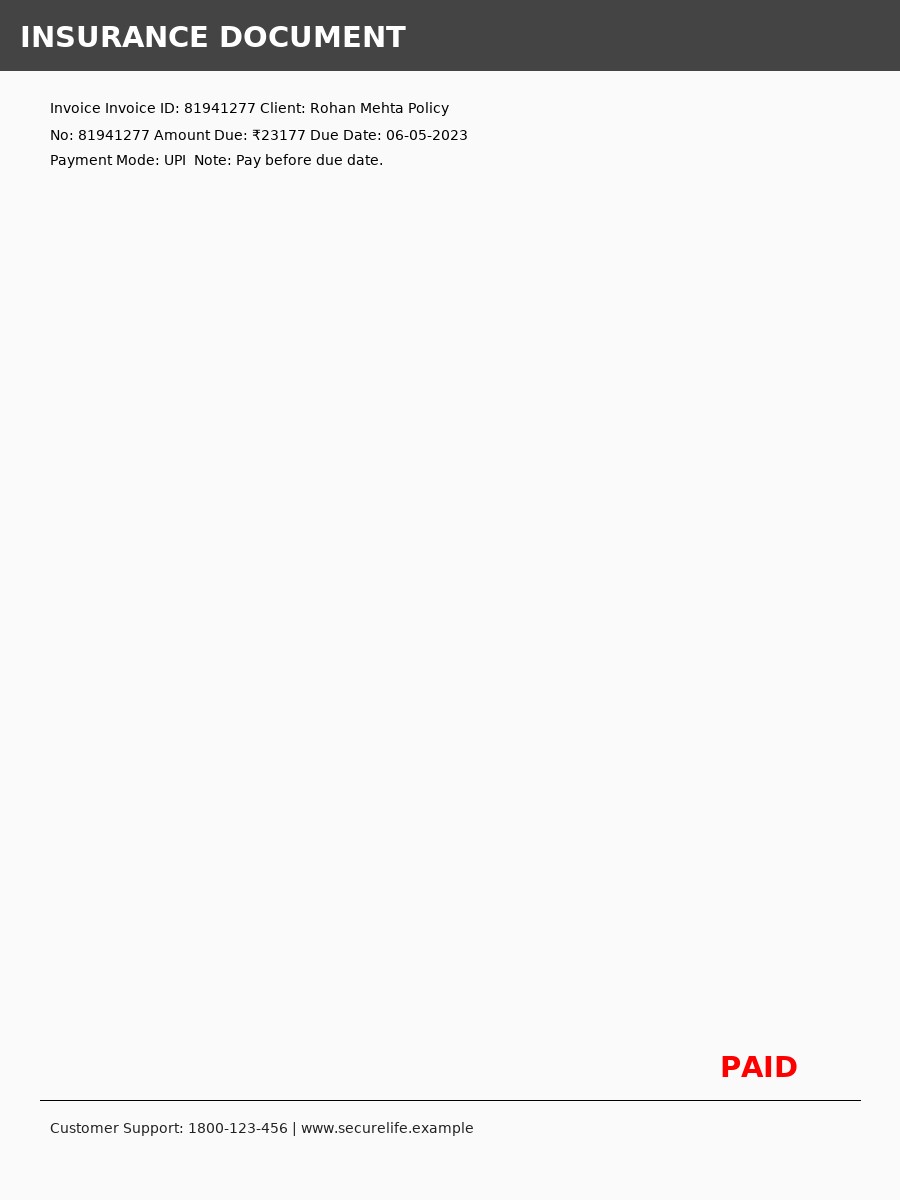 INSURANCE DOCUMENT
Invoice Invoice ID: 81941277 Client: Rohan Mehta Policy
No: 81941277 Amount Due: ₹23177 Due Date: 06-05-2023
Payment Mode: UPI  Note: Pay before due date.
PAID
Customer Support: 1800-123-456 | www.securelife.example